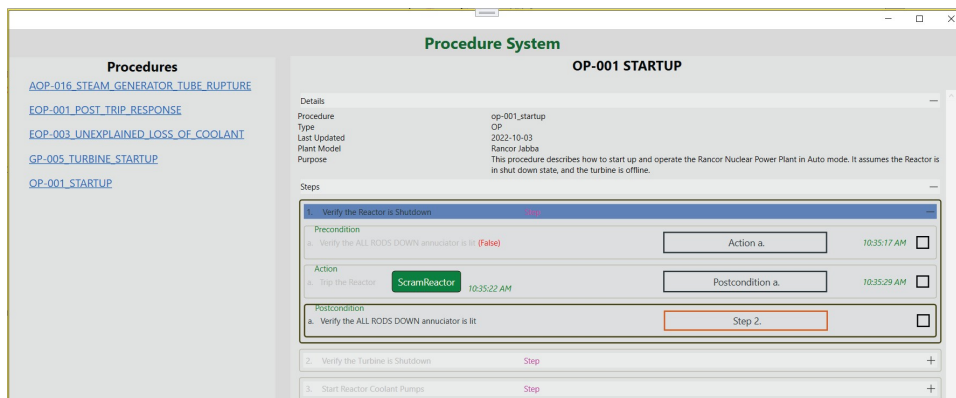 Procedure System
Procedures
AOP-016_STEAM_GENERATOR_TUBE_RUPTURE
EOP-001_POST_TRIP_RESPONSE
EOP-003_UNEXPLAINED_LOSS_OF_COOLANT
GP-005_TURBINE_STARTUP
OP-001_STARTUP
OP-001 STARTUP
Details
Procedure op-001_startup
Type OP
Last Updated 2022-10-03
Plant Model Rancor Jabba
Purpose This procedure describes how to start up and operate the Rancor Nuclear Power Plant in Auto mode. It assumes the Reactor is
in shut down state, and the turbine is offline.
Steps
1. Verify the Reactor is Shutdown Step
Precondition
a. Verify the ALL RODS DOWN annuciator is lit (False) Action a. 10:35:17 AM
Action
a. Trip the Reactor ScramReactor 10:35:22 AM Postcondition a. 10:35:29 AM
Postcondition
a. Verify the ALL RODS DOWN annuciator is lit Step 2.
2. Verify the Turbine is Shutdown Step
3. Start Reactor Coolant Pumps Step